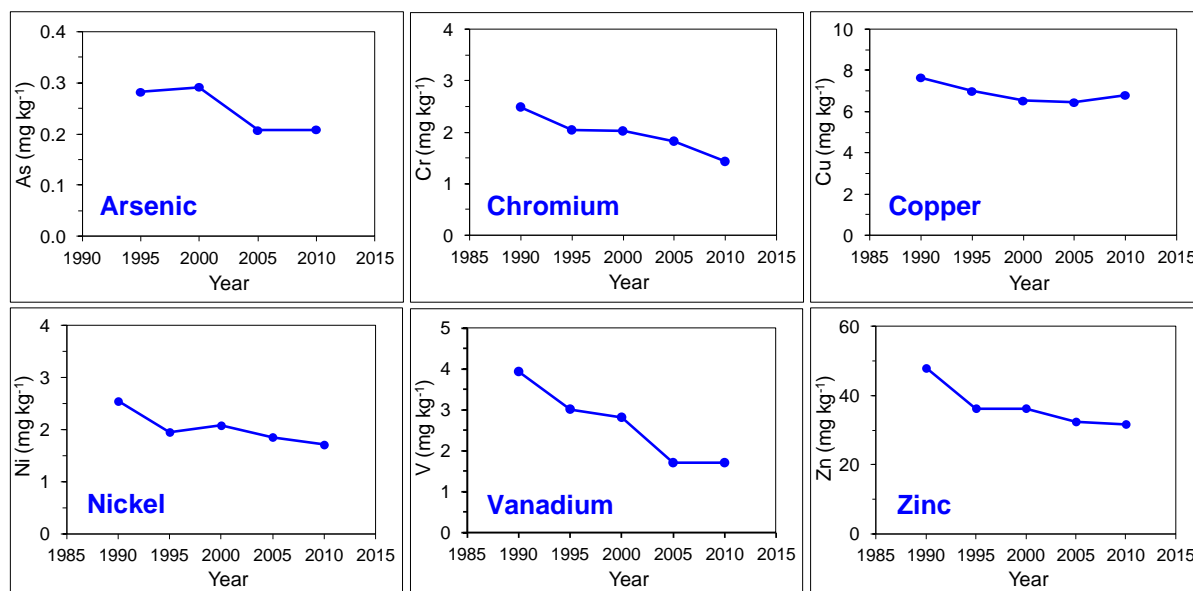 0.4
0.3
0.2
0.1
0.0
As (mg kg⁻¹)
Arsenic
1990 1995 2000 2005 2010 2015
Year
4
3
2
1
0
Cr (mg kg⁻¹)
Chromium
1985 1990 1995 2000 2005 2010 2015
Year
10
8
6
4
2
0
Cu (mg kg⁻¹)
Copper
1985 1990 1995 2000 2005 2010 2015
Year
4
3
2
1
0
Ni (mg kg⁻¹)
Nickel
1985 1990 1995 2000 2005 2010 2015
Year
5
4
3
2
1
0
V (mg kg⁻¹)
Vanadium
1985 1990 1995 2000 2005 2010 2015
Year
60
40
20
0
Zn (mg kg⁻¹)
Zinc
1985 1990 1995 2000 2005 2010 2015
Year